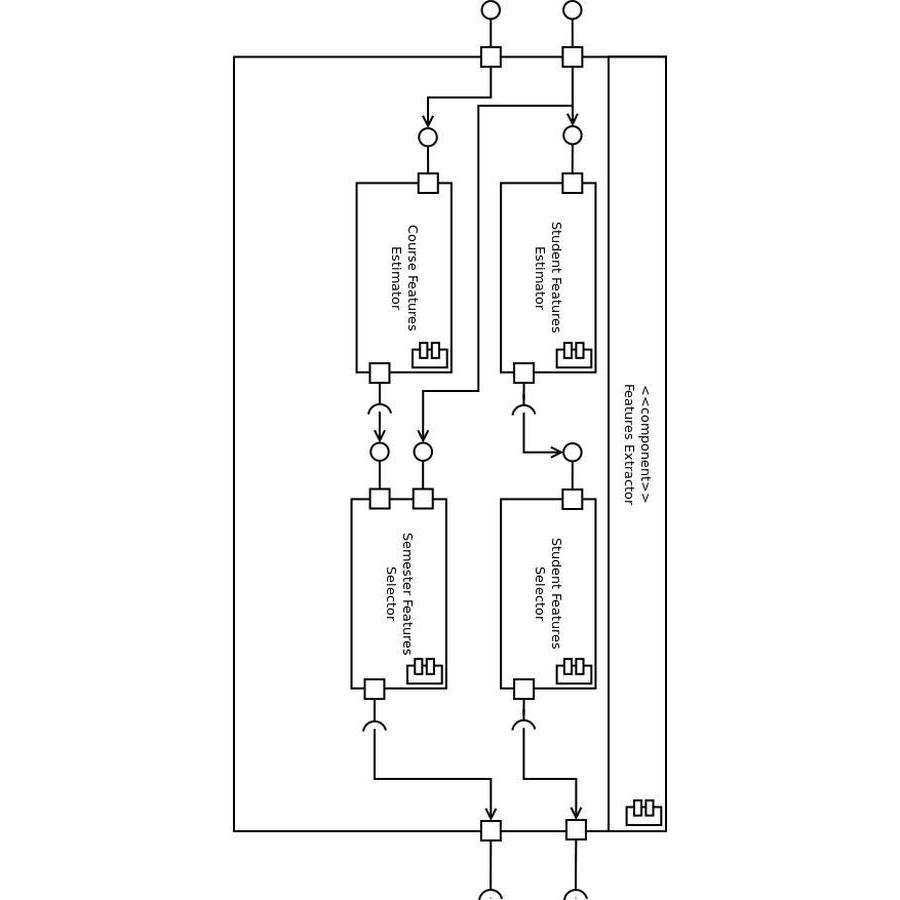 <<component>>
Features Extractor
Student Features
Estimator
Student Features
Selector
Course Features
Estimator
Semester Features
Selector